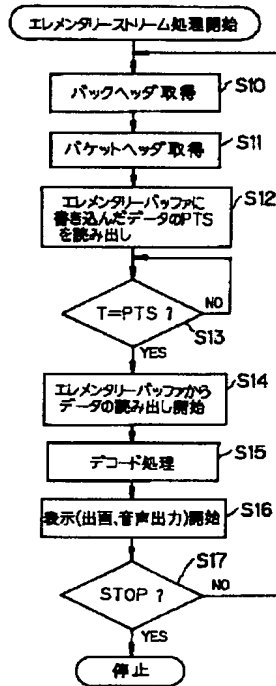 エレメンタリーストリーム処理開始
パックヘッダ取得
S10
パケットヘッダ取得
S11
エレメンタリーバッファに
書き込んだデータのPTS
を読み出し
S12
T=PTS ?
NO
S13
YES
エレメンタリーバッファから
データの読み出し開始
S14
デコード処理
S15
表示(出画、音声出力)開始
S16
STOP ?
S17
NO
YES
停止